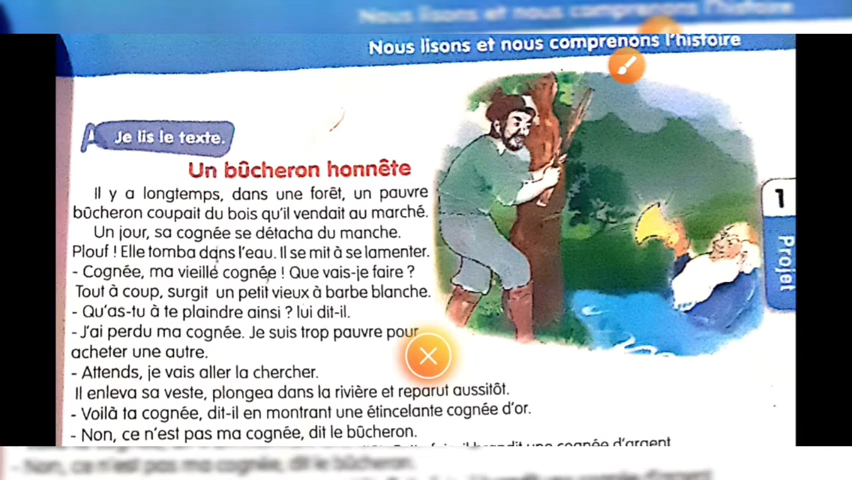 Nous lisons et nous comprenons l'histoire
Je lis le texte.
Un bûcheron honnête
Il y a longtemps, dans une forêt, un pauvre
bûcheron coupait du bois qu'il vendait au marché.
Un jour, sa cognée se détacha du manche.
Plouf ! Elle tomba dans l'eau. Il se mit à se lamenter.
- Cognée, ma vieille cognée ! Que vais-je faire ?
Tout à coup, surgit un petit vieux à barbe blanche.
- Qu'as-tu à te plaindre ainsi ? lui dit-il.
- J'ai perdu ma cognée. Je suis trop pauvre pour
acheter une autre.
- Attends, je vais aller la chercher.
Il enleva sa veste, plongea dans la rivière et reparut aussitôt.
- Voilà ta cognée, dit-il en montrant une étincelante cognée d'or.
- Non, ce n'est pas ma cognée, dit le bûcheron.
il brandit une cognée d'argent
1
Projet